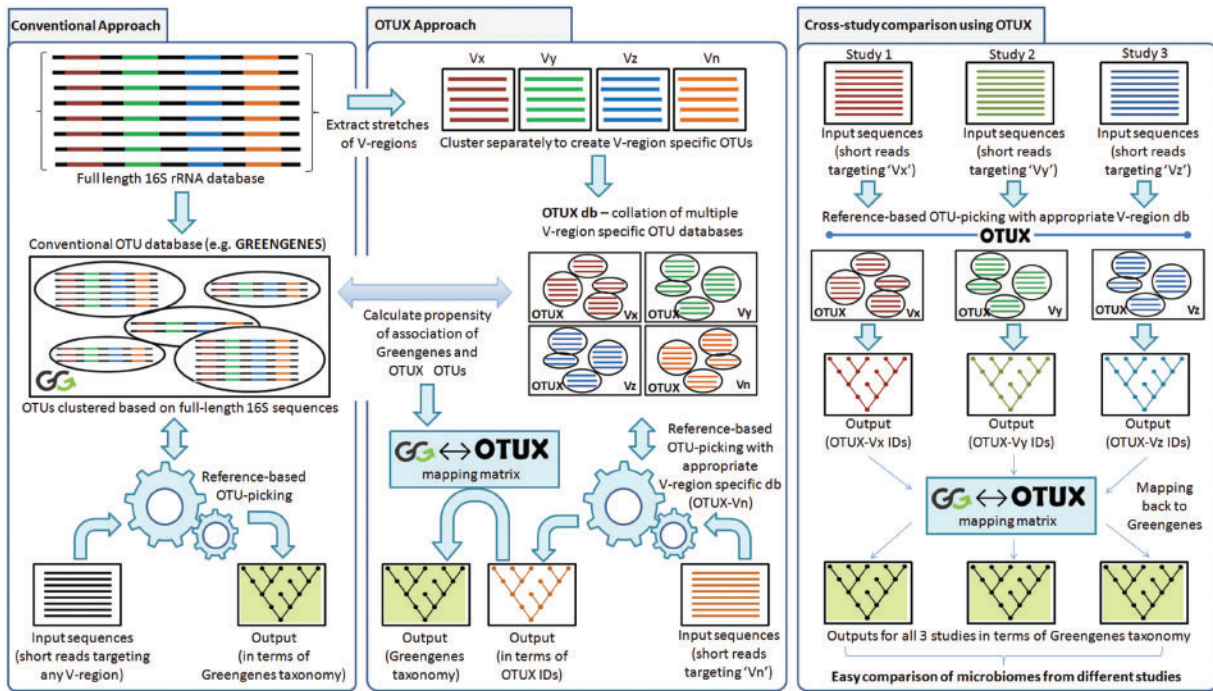 Conventional Approach
Full length 16S rRNA database
Conventional OTU database (e.g. GREENGENES)
GG
OTUs clustered based on full-length 16S sequences
Reference-based
OTU-picking
Input sequences
(short reads targeting
any V-region)
Output
(in terms of
Greengenes taxonomy)
OTUX Approach
Extract stretches
of V-regions
Vx
Vy
Vz
Vn
Cluster separately to create V-region specific OTUs
OTUX db – collation of multiple
V-region specific OTU databases
OTUX Vx
OTUX Vy
OTUX Vz
OTUX Vn
Calculate propensity
of association of
Greengenes and
OTUX OTUs
GG ↔ OTUX
mapping matrix
Reference-based
OTU-picking with
appropriate
V-region specific db
(OTUX-Vn)
Output
(Greengenes
taxonomy)
Output
(in terms of
OTUX IDs)
Input sequences
(short reads
targeting 'Vn')
Cross-study comparison using OTUX
Study 1
Study 2
Study 3
Input sequences
(short reads
targeting 'Vx')
Input sequences
(short reads
targeting 'Vy')
Input sequences
(short reads
targeting 'Vz')
Reference-based OTU-picking with appropriate V-region db
OTUX
OTUX Vx
OTUX Vy
OTUX Vz
Output
(OTUX-Vx IDs)
Output
(OTUX-Vy IDs)
Output
(OTUX-Vz IDs)
GG ↔ OTUX
mapping matrix
Mapping
back to
Greengenes
Outputs for all 3 studies in terms of Greengenes taxonomy
Easy comparison of microbiomes from different studies